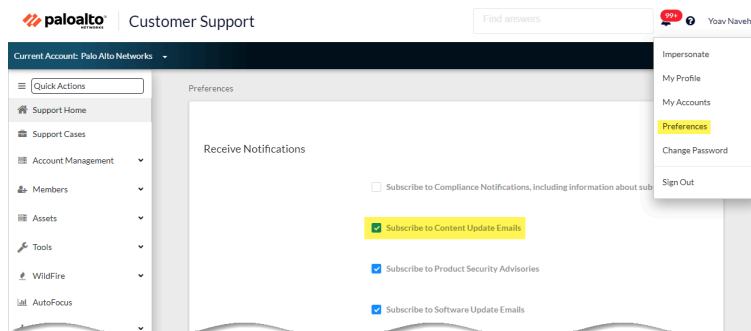 paloalto
NETWORKS
Customer Support
Find answers
99+
Yoav Naveh
Current Account: Palo Alto Networks
Quick Actions
Support Home
Support Cases
Account Management
Members
Assets
Tools
WildFire
AutoFocus
Preferences
Receive Notifications
Subscribe to Compliance Notifications, including information about sub
Subscribe to Content Update Emails
Subscribe to Product Security Advisories
Subscribe to Software Update Emails
Impersonate
My Profile
My Accounts
Preferences
Change Password
Sign Out